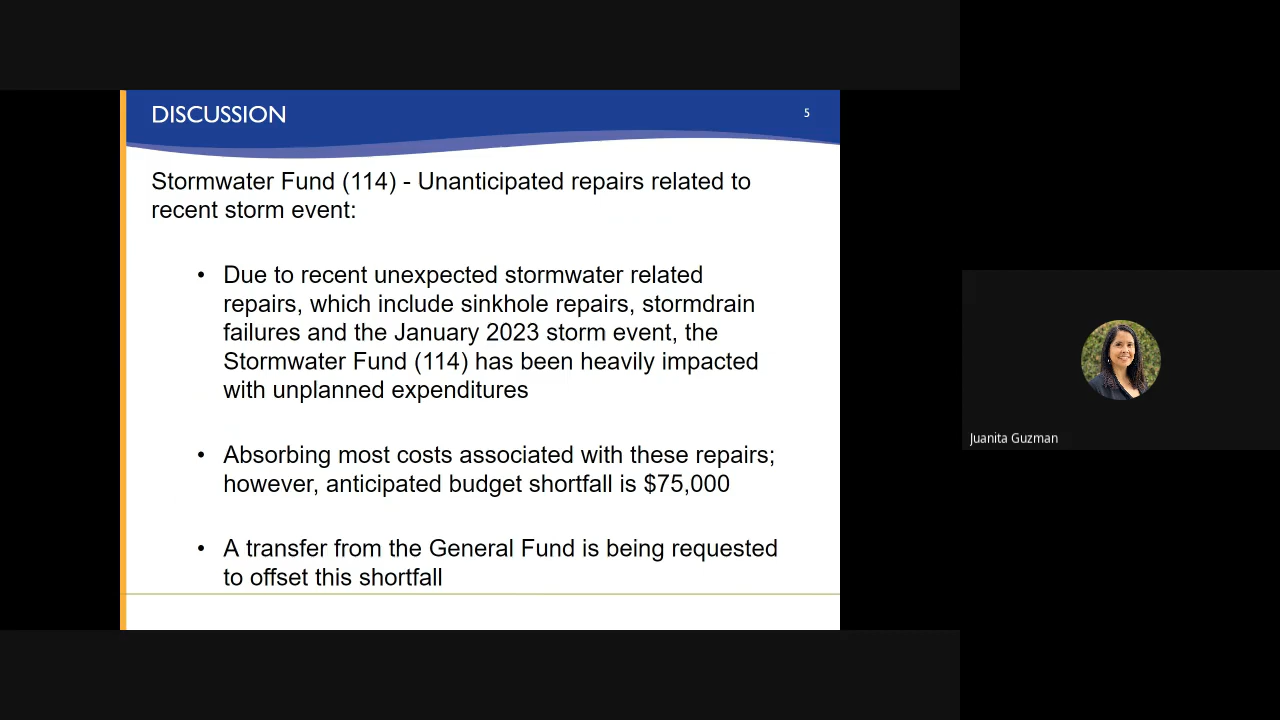 DISCUSSION
5
Stormwater Fund (114) - Unanticipated repairs related to
recent storm event:
• Due to recent unexpected stormwater related
repairs, which include sinkhole repairs, stormdrain
failures and the January 2023 storm event, the
Stormwater Fund (114) has been heavily impacted
with unplanned expenditures
• Absorbing most costs associated with these repairs;
however, anticipated budget shortfall is $75,000
• A transfer from the General Fund is being requested
to offset this shortfall
Juanita Guzman